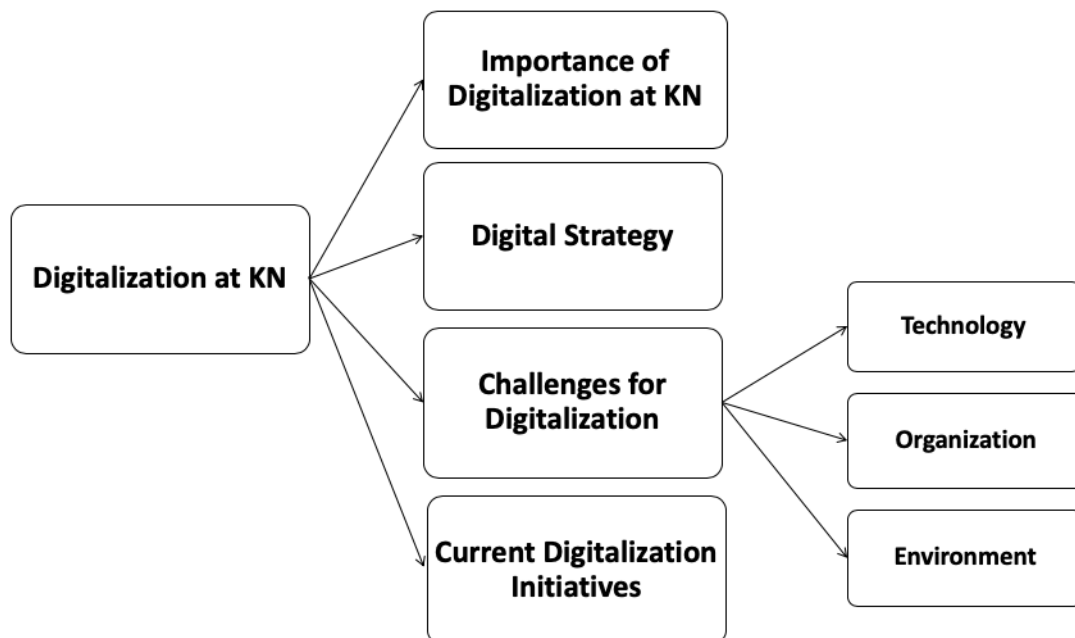 Importance of
Digitalization at KN
Digital Strategy
Digitalization at KN
Challenges for
Digitalization
Current Digitalization
Initiatives
Technology
Organization
Environment